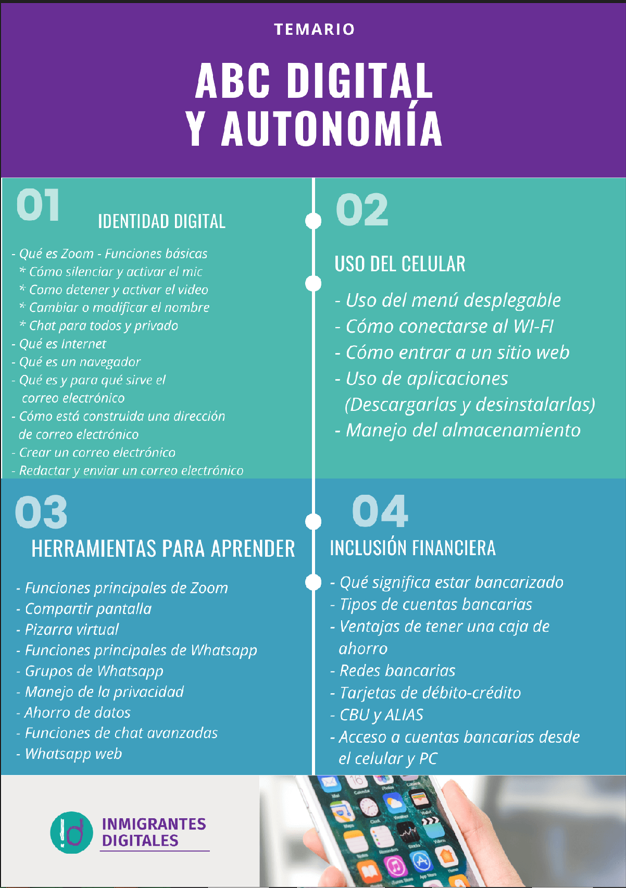 TEMARIO
ABC DIGITAL
Y AUTONOMÍA
01
IDENTIDAD DIGITAL
- Qué es Zoom - Funciones básicas
* Cómo silenciar y activar el mic
* Como detener y activar el video
* Cambiar o modificar el nombre
* Chat para todos y privado
- Qué es Internet
- Qué es un navegador
- Qué es y para qué sirve el
correo electrónico
- Cómo está construida una dirección
de correo electrónico
- Crear un correo electrónico
- Redactar y enviar un correo electrónico
02
USO DEL CELULAR
- Uso del menú desplegable
- Cómo conectarse al WI-FI
- Cómo entrar a un sitio web
- Uso de aplicaciones
(Descargarlas y desinstalarlas)
- Manejo del almacenamiento
03
HERRAMIENTAS PARA APRENDER
- Funciones principales de Zoom
- Compartir pantalla
- Pizarra virtual
- Funciones principales de Whatsapp
- Grupos de Whatsapp
- Manejo de la privacidad
- Ahorro de datos
- Funciones de chat avanzadas
- Whatsapp web
04
INCLUSIÓN FINANCIERA
- Qué significa estar bancarizado
- Tipos de cuentas bancarias
- Ventajas de tener una caja de
ahorro
- Redes bancarias
- Tarjetas de débito-crédito
- CBU y ALIAS
- Acceso a cuentas bancarias desde
el celular y PC
INMIGRANTES
DIGITALES